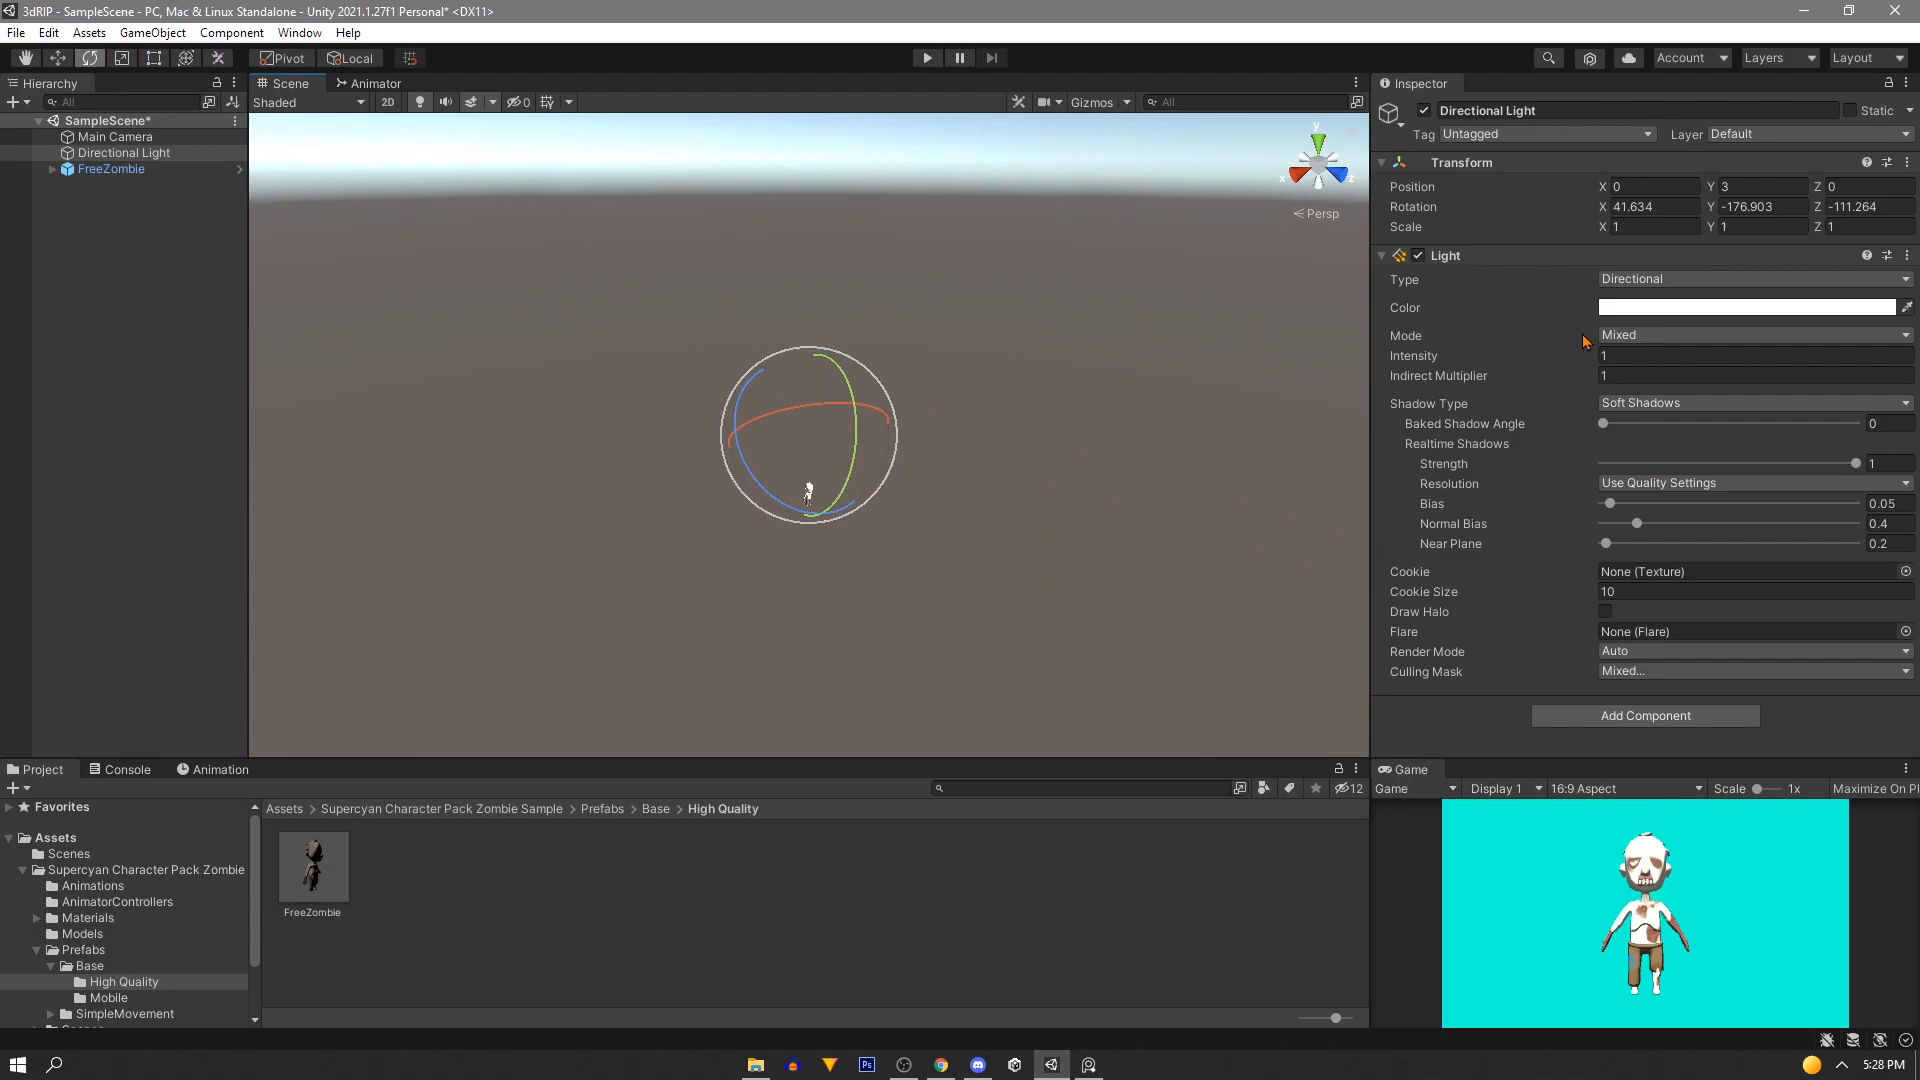 3dRIP - SampleScene - PC, Mac & Linux Standalone - Unity 2021.1.27f1 Personal* <DX11>
File Edit Assets GameObject Component Window Help
Pivot Local Account Layers Layout
Hierarchy
All
SampleScene*
Main Camera
Directional Light
FreeZombie
Scene Animator
Shaded 2D 0 Gizmos All
y
x z
Persp
Inspector
Directional Light Static
Tag Untagged Layer Default
Transform
Position X 0 Y 3 Z 0
Rotation X 41.634 Y -176.903 Z -111.264
Scale X 1 Y 1 Z 1
Light
Type Directional
Color
Mode Mixed
Intensity 1
Indirect Multiplier 1
Shadow Type Soft Shadows
Baked Shadow Angle 0
Realtime Shadows
Strength 1
Resolution Use Quality Settings
Bias 0.05
Normal Bias 0.4
Near Plane 0.2
Cookie None (Texture)
Cookie Size 10
Draw Halo
Flare None (Flare)
Render Mode Auto
Culling Mask Mixed...
Add Component
Project Console Animation
12
Favorites
Assets
Scenes
Supercyan Character Pack Zombie
Animations
AnimatorControllers
Materials
Models
Prefabs
Base
High Quality
Mobile
SimpleMovement
Assets > Supercyan Character Pack Zombie Sample > Prefabs > Base > High Quality
FreeZombie
Game
Game Display 1 16:9 Aspect Scale 1x Maximize On Pl
Ps
5:28 PM